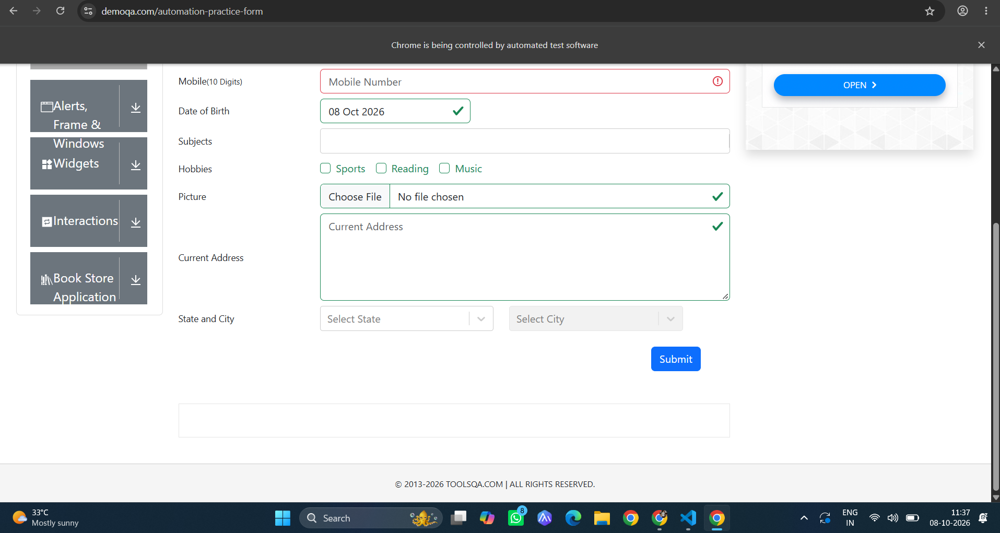 demoqa.com/automation-practice-form
Chrome is being controlled by automated test software
Alerts,
Frame &
Windows
Widgets
Interactions
Book Store
Application
Mobile(10 Digits)
Mobile Number
Date of Birth
08 Oct 2026
Subjects
Hobbies
Sports Reading Music
Picture
Choose File No file chosen
Current Address
Current Address
State and City
Select State Select City
Submit
OPEN
© 2013-2026 TOOLSQA.COM | ALL RIGHTS RESERVED.
33°C
Mostly sunny
Search
8
ENG
IN
11:37
08-10-2026